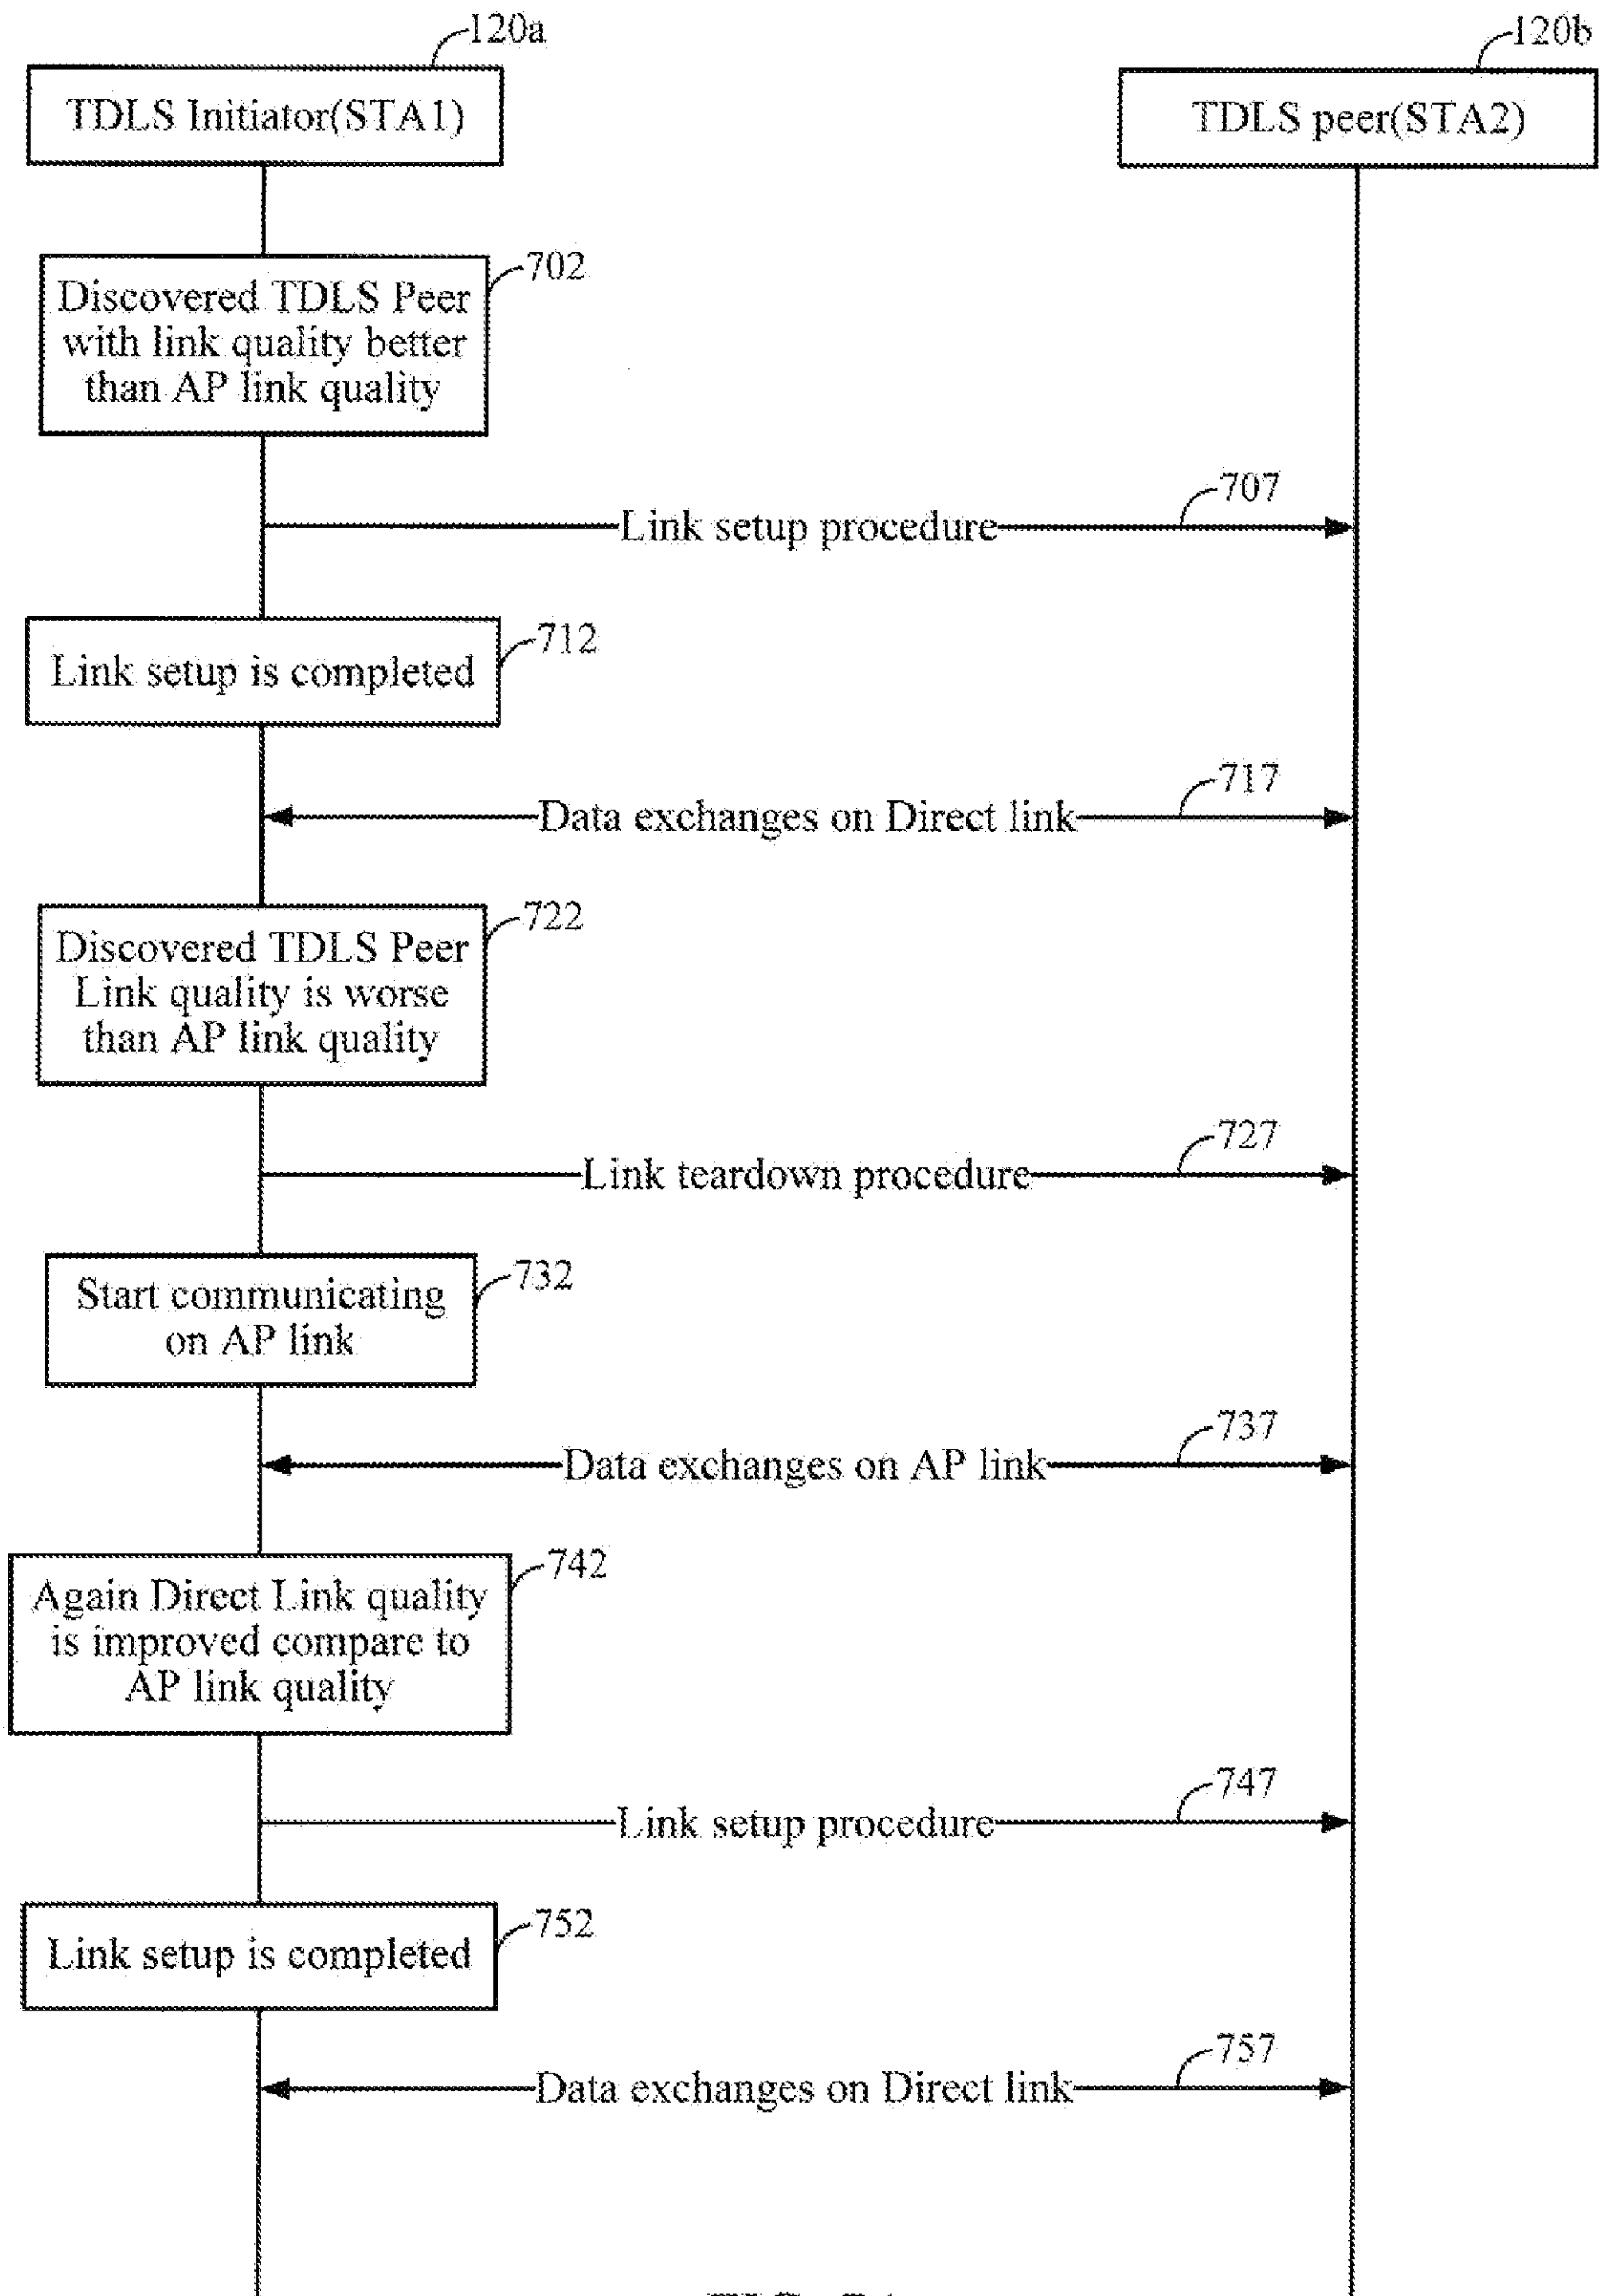 120a
120b
TDLS Initiator(STA1)
TDLS peer(STA2)
702
Discovered TDLS Peer
with link quality better
than AP link quality
707
Link setup procedure
712
Link setup is completed
717
Data exchanges on Direct link
722
Discovered TDLS Peer
Link quality is worse
than AP link quality
727
Link teardown procedure
732
Start communicating
on AP link
737
Data exchanges on AP link
742
Again Direct Link quality
is improved compare to
AP link quality
747
Link setup procedure
752
Link setup is completed
757
Data exchanges on Direct link